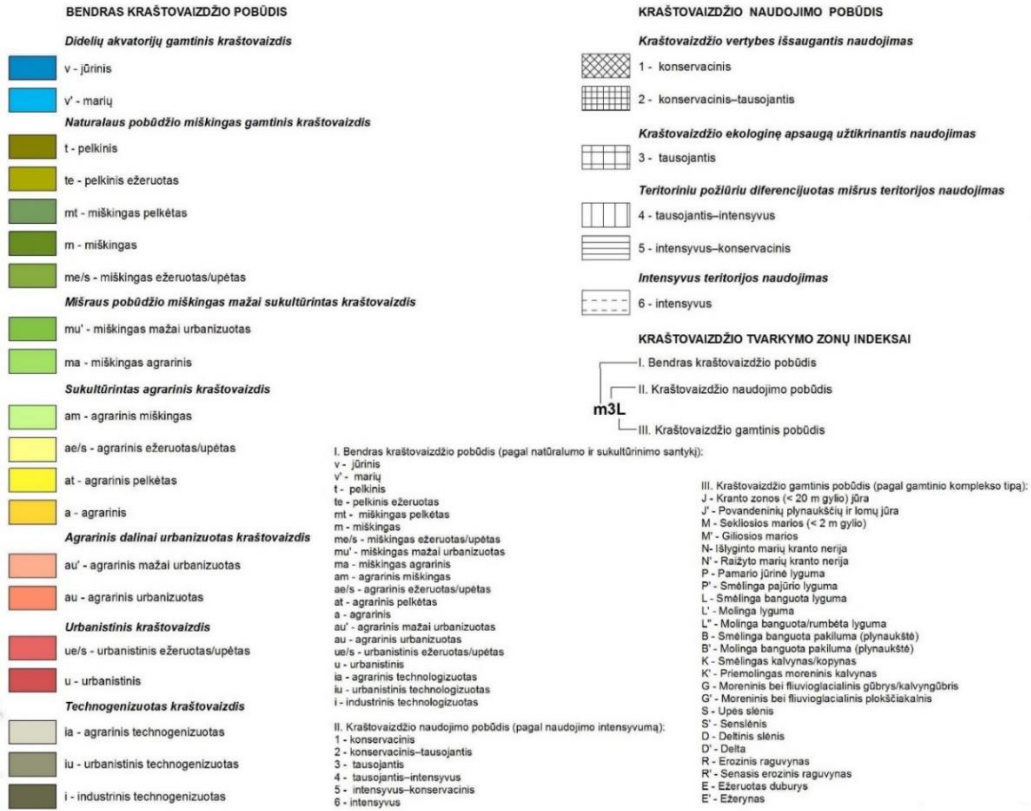 BENDRAS KRAŠTOVAIZDŽIO POBŪDIS
Didelių akvatorijų gamtinis kraštovaizdis
v - jūrinis
v' - marių
Naturalaus pobūdžio miškingas gamtinis kraštovaizdis
t - pelkinis
te - pelkinis ežeruotas
mt - miškingas pelkėtas
m - miškingas
me/s - miškingas ežeruotas/upėtas
Mišraus pobūdžio miškingas mažai sukultūrintas kraštovaizdis
mu' - miškingas mažai urbanizuotas
ma - miškingas agrarinis
Sukultūrintas agrarinis kraštovaizdis
am - agrarinis miškingas
ae/s - agrarinis ežeruotas/upėtas
at - agrarinis pelkėtas
a - agrarinis
Agrarinis dalinai urbanizuotas kraštovaizdis
au' - agrarinis mažai urbanizuotas
au - agrarinis urbanizuotas
Urbanistinis kraštovaizdis
ue/s - urbanistinis ežeruotas/upėtas
u - urbanistinis
Technogenizuotas kraštovaizdis
ia - agrarinis technogenizuotas
iu - urbanistinis technogenizuotas
i - industrinis technogenizuotas
KRAŠTOVAIZDŽIO NAUDOJIMO POBŪDIS
Kraštovaizdžio vertybes išsaugantis naudojimas
1 - konservacinis
2 - konservacinis–tausojantis
Kraštovaizdžio ekologinę apsaugą užtikrinantis naudojimas
3 - tausojantis
Teritoriniu požiūriu diferencijuotas mišrus teritorijos naudojimas
4 - tausojantis–intensyvus
5 - intensyvus–konservacinis
Intensyvus teritorijos naudojimas
6 - intensyvus
KRAŠTOVAIZDŽIO TVARKYMO ZONŲ INDEKSAI
I. Bendras kraštovaizdžio pobūdis
II. Kraštovaizdžio naudojimo pobūdis
m3L
III. Kraštovaizdžio gamtinis pobūdis
I. Bendras kraštovaizdžio pobūdis (pagal natūralumo ir sukultūrinimo santykį):
v - jūrinis
v' - marių
t - pelkinis
te - pelkinis ežeruotas
mt - miškingas pelkėtas
m - miškingas
me/s - miškingas ežeruotas/upėtas
mu' - miškingas mažai urbanizuotas
ma - miškingas agrarinis
am - agrarinis miškingas
ae/s - agrarinis ežeruotas/upėtas
at - agrarinis pelkėtas
a - agrarinis
au' - agrarinis mažai urbanizuotas
au - agrarinis urbanizuotas
ue/s - urbanistinis ežeruotas/upėtas
u - urbanistinis
ia - agrarinis technologizuotas
iu - urbanistinis technologizuotas
i - industrinis technologizuotas
II. Kraštovaizdžio naudojimo pobūdis (pagal naudojimo intensyvumą):
1 - konservacinis
2 - konservacinis–tausojantis
3 - tausojantis
4 - tausojantis–intensyvus
5 - intensyvus–konservacinis
6 - intensyvus
III. Kraštovaizdžio gamtinis pobūdis (pagal gamtinio komplekso tipą):
J - Kranto zonos (< 20 m gylio) jūra
J' - Povandeninių plynaukščių ir lomų jūra
M - Sekliosios marios (< 2 m gylio)
M' - Giliosios marios
N- Išlyginto marių kranto nerija
N' - Raižyto marių kranto nerija
P - Pamario jūrinė lyguma
P' - Smėlinga pajūrio lyguma
L - Smėlinga banguota lyguma
L' - Molinga lyguma
L" - Molinga banguota/rumbėta lyguma
B - Smėlinga banguota pakiluma (plynaukštė)
B' - Molinga banguota pakiluma (plynaukštė)
K - Smėlingas kalvynas/kopynas
K' - Priemolingas moreninis kalvynas
G - Moreninis bei fliuvioglacialinis gūbrys/kalvyngūbris
G' - Moreninis bei fliuvioglacialinis plokščiakalnis
S - Upės slėnis
S' - Senslėnis
D - Deltinis slėnis
D' - Delta
R - Erozinis raguvynas
R' - Senasis erozinis raguvynas
E - Ežeruotas duburys
E' - Ežerynas